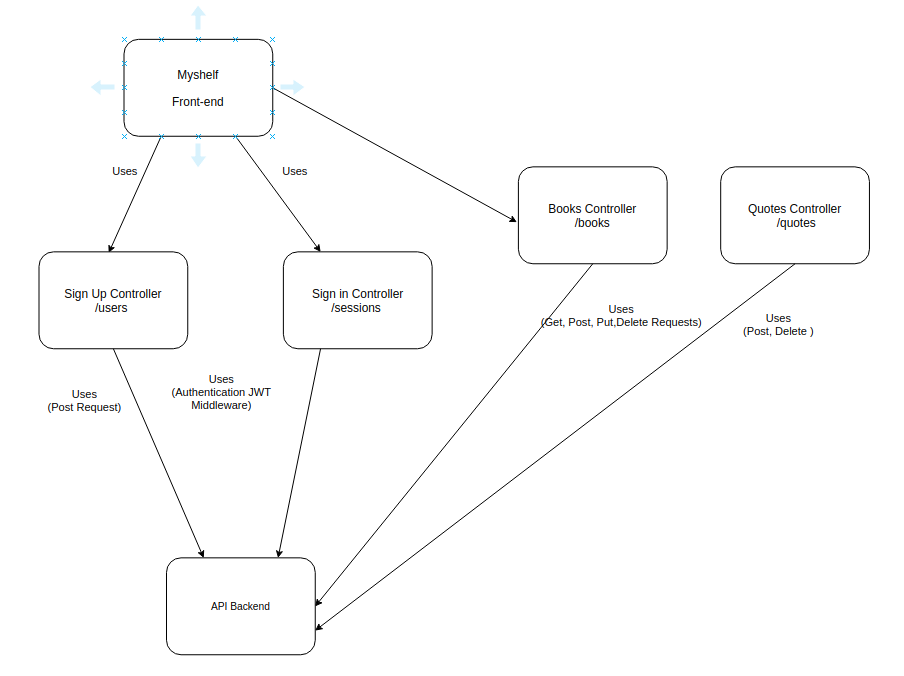 Myshelf
Front-end
Uses
Uses
Books Controller
/books
Quotes Controller
/quotes
Sign Up Controller
/users
Sign in Controller
/sessions
Uses
(Get, Post, Put,Delete Requests)
Uses
(Post, Delete )
Uses
(Post Request)
Uses
(Authentication JWT
Middleware)
API Backend